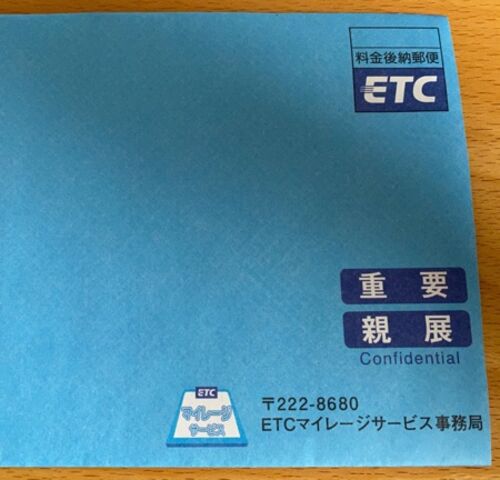 料金後納郵便
ETC
重要
親展
Confidential
ETC
マイレージ
サービス
〒222-8680
ETCマイレージサービス事務局